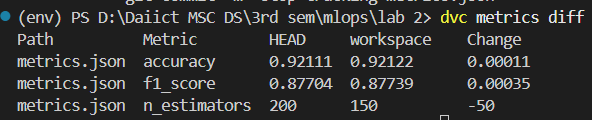 (env) PS D:\Daiict MSC DS\3rd sem\mlops\lab 2> dvc metrics diff
Path Metric HEAD workspace Change
metrics.json accuracy 0.92111 0.92122 0.00011
metrics.json f1_score 0.87704 0.87739 0.00035
metrics.json n_estimators 200 150 -50